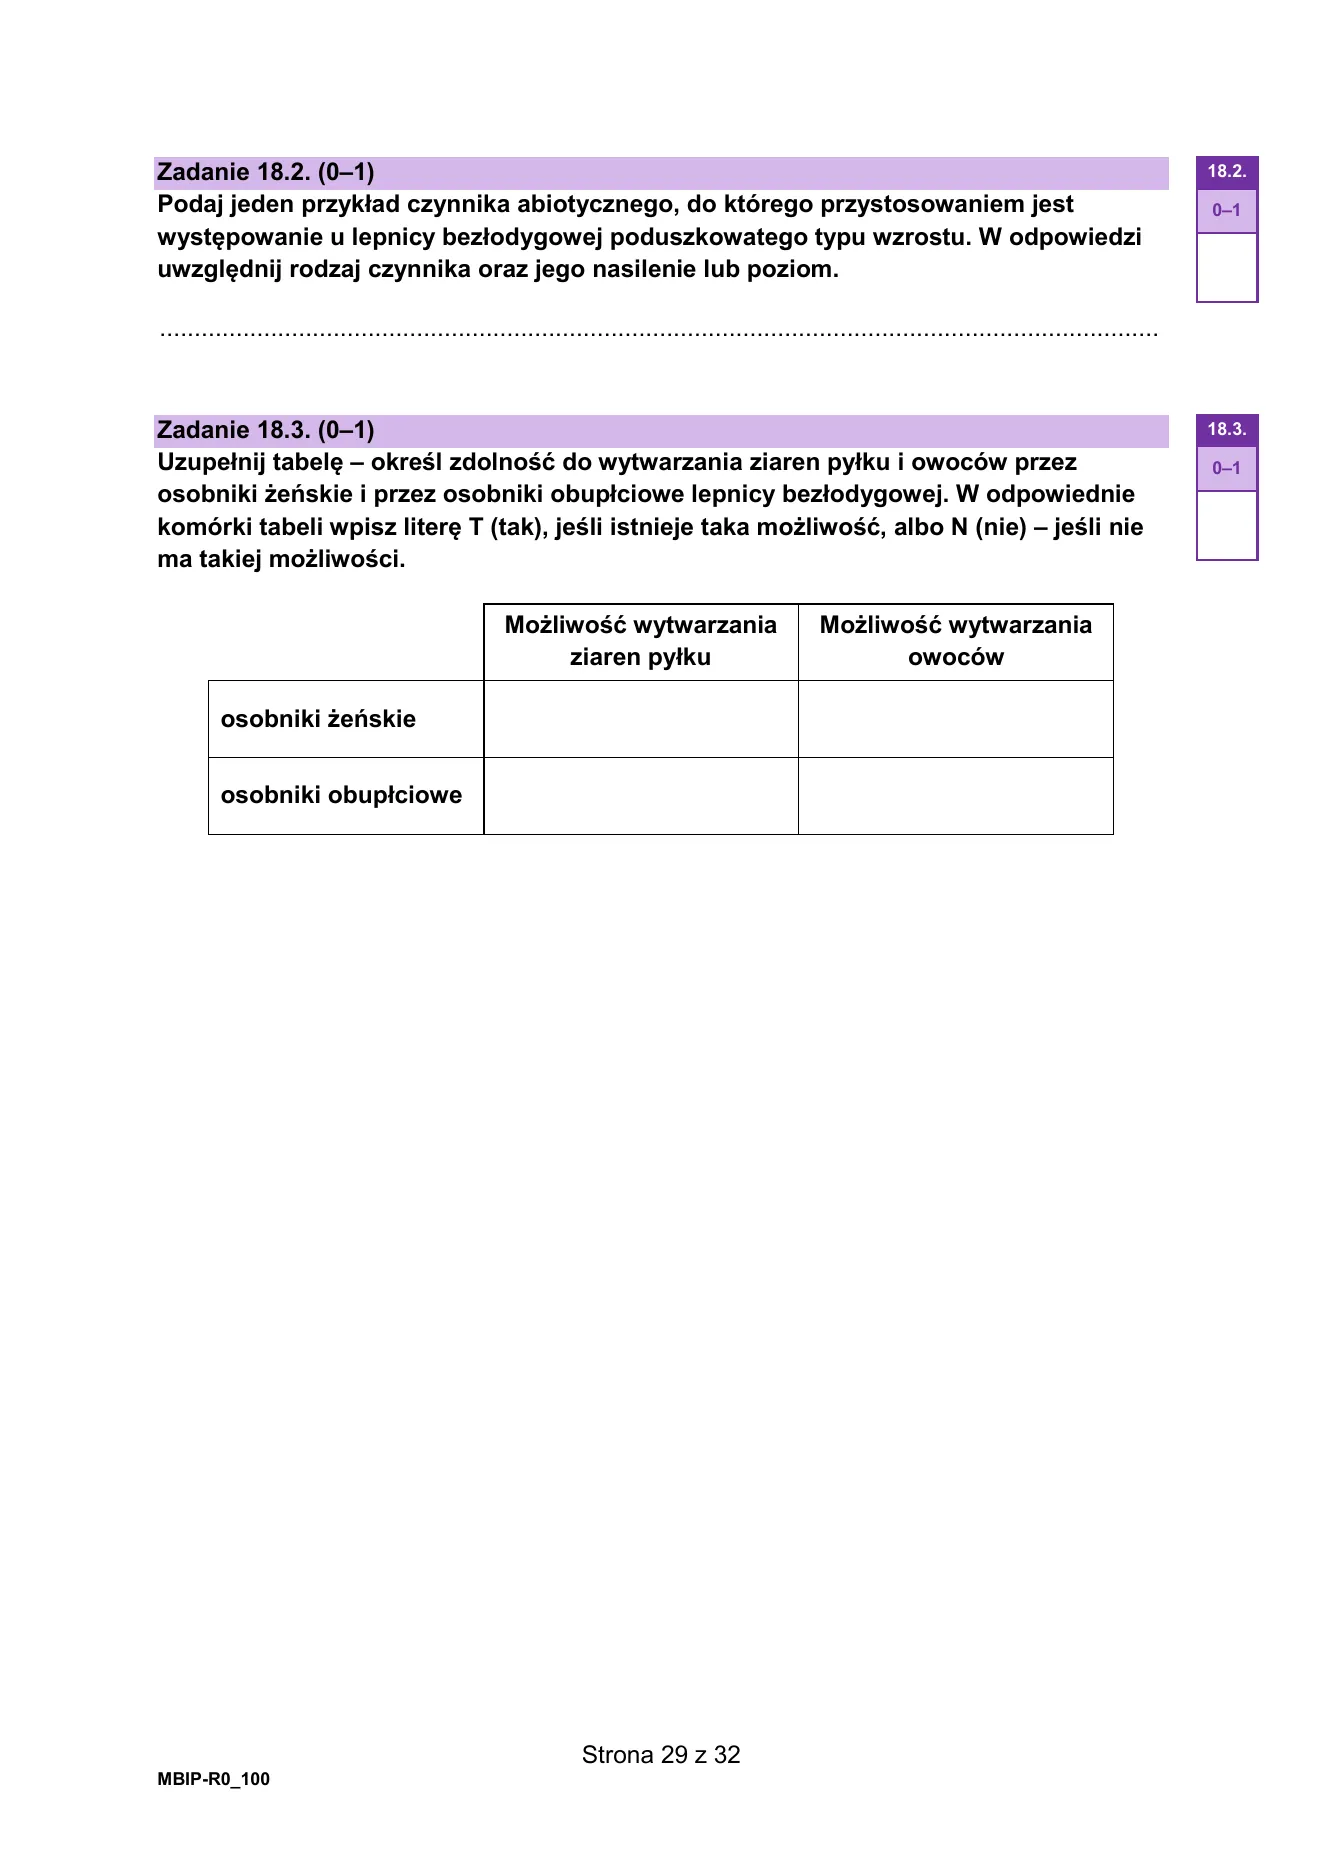 Zadanie 18.2. (0–1)
18.2.
Podaj jeden przykład czynnika abiotycznego, do którego przystosowaniem jest
0–1
występowanie u lepnicy bezłodygowej poduszkowatego typu wzrostu. W odpowiedzi
uwzględnij rodzaj czynnika oraz jego nasilenie lub poziom.
Zadanie 18.3. (0–1)
18.3.
Uzupełnij tabelę – określ zdolność do wytwarzania ziaren pyłku i owoców przez
0–1
osobniki żeńskie i przez osobniki obupłciowe lepnicy bezłodygowej. W odpowiednie
komórki tabeli wpisz literę T (tak), jeśli istnieje taka możliwość, albo N (nie) – jeśli nie
ma takiej możliwości.
Możliwość wytwarzania
ziaren pyłku
Możliwość wytwarzania
owoców
osobniki żeńskie
osobniki obupłciowe
Strona 29 z 32
MBIP-R0_100